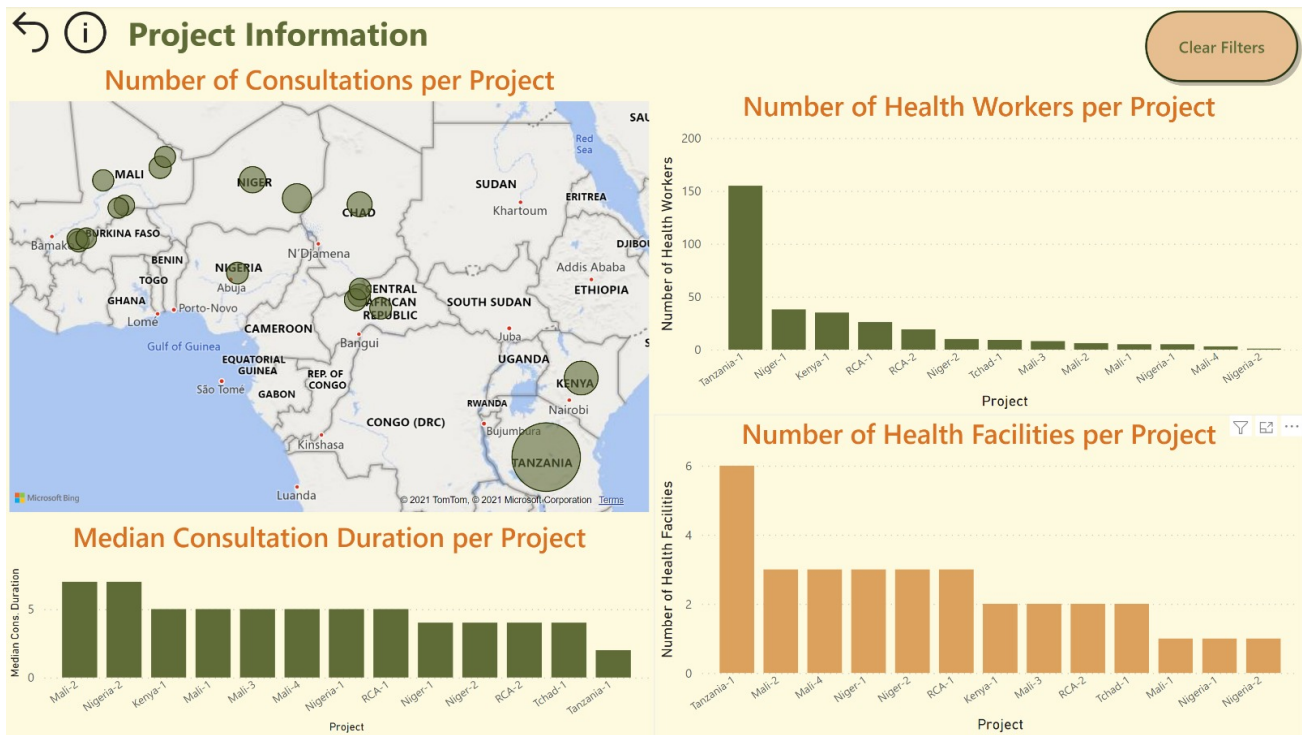 Project Information
Clear Filters
Number of Consultations per Project
Red
Sea
SAU
MALI
NIGER
CHAD
SUDAN
Khartoum
ERITREA
Bamak
BURKINA FASO
N'Djamena
DJIBOU
BENIN
NIGERIA
Addis Ababa
TOGO
Abuja
ETHIOPIA
GHANA
Porto-Novo
CENTRAL
AFRICAN
REPUBLIC
SOUTH SUDAN
Lomé
CAMEROON
Juba
Gulf of Guinea
Bangui
EQUATORIAL
GUINEA
UGANDA
S
São Tomé
REP. OF
CONGO
KENYA
GABON
RWANDA
Nairobi
CONGO (DRC)
Bujumbura
Kinshasa
TANZANIA
Luanda
Microsoft Bing
© 2021 TomTom, © 2021 Microsoft Corporation Terms
Number of Health Workers per Project
Number of Health Workers
200
150
100
50
0
Tanzania-1
Niger-1
Kenya-1
RCA-1
RCA-2
Niger-2
Tchad-1
Mali-3
Mali-2
Mali-1
Nigeria-1
Mali-4
Nigeria-2
Project
Median Consultation Duration per Project
Median Cons. Duration
5
0
Mali-2
Nigeria-2
Kenya-1
Mali-1
Mali-3
Mali-4
Nigeria-1
RCA-1
Niger-1
Niger-2
RCA-2
Tchad-1
Tanzania-1
Project
Number of Health Facilities per Project
Number of Health Facilities
6
4
2
0
Tanzania-1
Mali-2
Mali-4
Niger-1
Niger-2
RCA-1
Kenya-1
Mali-3
RCA-2
Tchad-1
Mali-1
Nigeria-1
Nigeria-2
Project